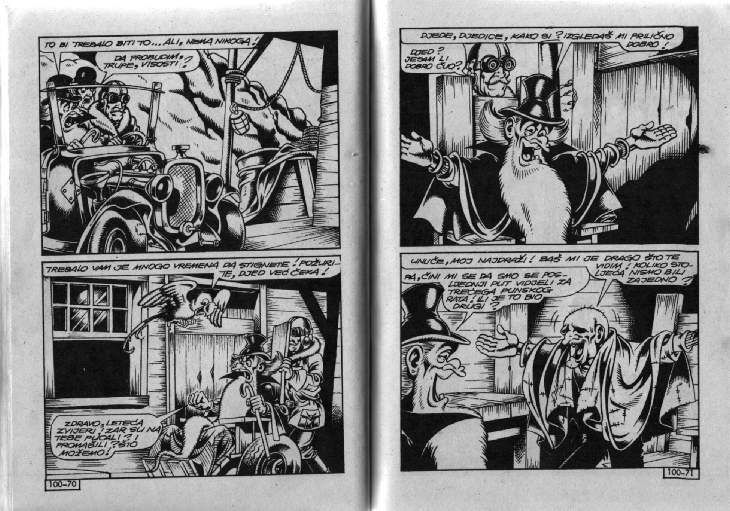 TO BI TREBALO BITI TO... ALI, NEMA NIKOGA!
DA PROBUDIM
TRUPE, VISOSTI?
TREBALO VAM JE MNOGO VREMENA DA STIGNETE! POŽURI-
TE, DJED VEĆ ČEKA!
ZDRAVO, LETEĆA
ZVIJERI! ZAR SU NA
TEBE PUCALI? I
PROMAŠILI? ŠTO
MOŽEMO!
100-70
DJEDE, DJEDICE, KAKO SI? IZGLEDAŠ MI PRILIČNO
DOBRO!
DJED?
JESAM LI
DOBRO ČUO?
UNUČE, MOJ NAJDRAŽI! BAŠ MI JE DRAGO ŠTO TE
VIDIM! KOLIKO STO-
LJEĆA NISMO BILI
ZAJEDNO?
PA, ČINI MI SE DA SMO SE POS-
LJEDNJI PUT VIDJELI ZA
TREĆEGA PUNSKOG
RATA! ILI JE TO BIO
DRUGI?
100-71